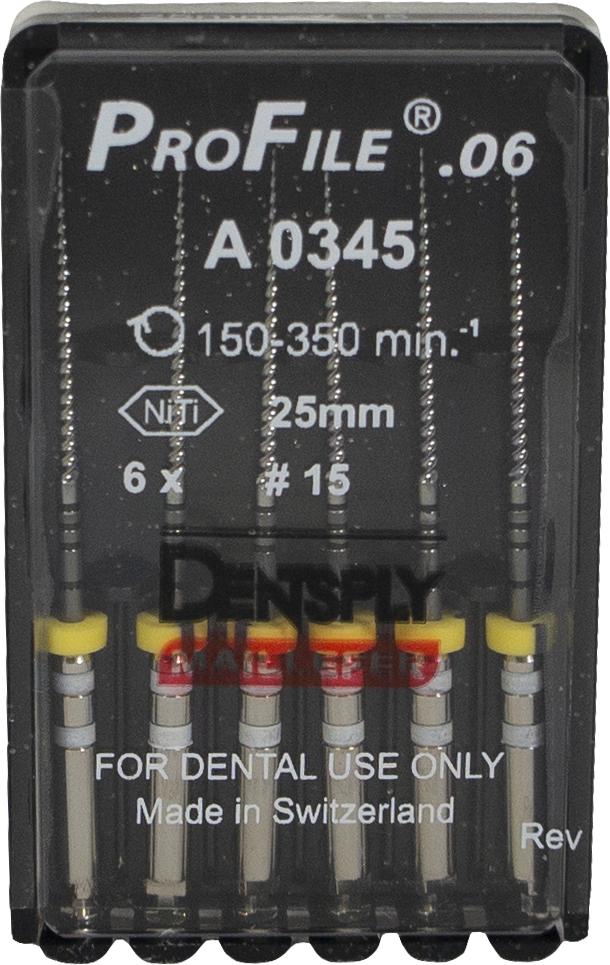 PROFILE® .06
A 0345
150-350 min.⁻¹
NiTi 25mm
6 x # 15
DENTSPLY
MAILLEFER
FOR DENTAL USE ONLY
Made in Switzerland
Rev